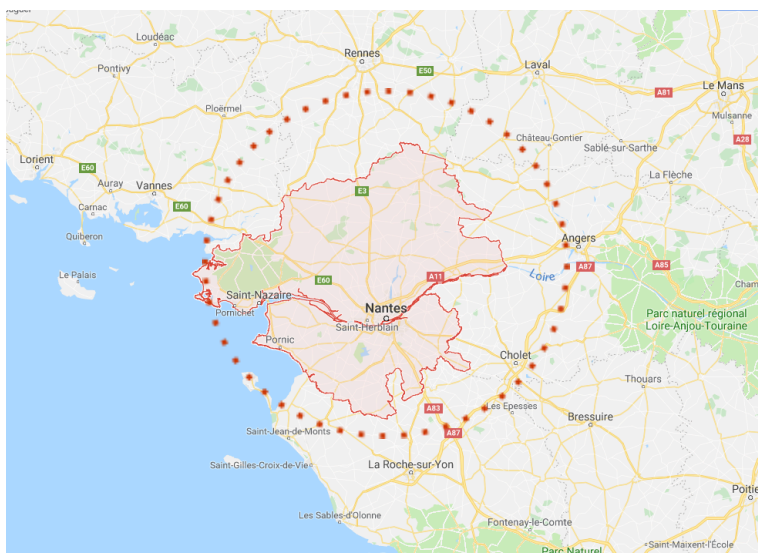 Loudéac
Rennes
Pontivy
E50
Laval
Le Mans
A81
Ploërmel
Mulsanne
Château-Gontier
A28
Sablé-sur-Sarthe
Lorient
E60
Auray
Vannes
E3
La Flèche
Carnac
E60
Quiberon
Angers
Le Palais
A11
Loire
A87
A85
E60
Saint-Nazaire
Cham
Pornichet
Nantes
Saint-Herblain
Parc naturel régional
Loire-Anjou-Touraine
Pornic
Cholet
Thouars
A83
Les Epesses
Bressuire
Saint-Jean-de-Monts
A87
Saint-Gilles-Croix-de-Vie
La Roche-sur-Yon
Poitie
Les Sables-d'Olonne
Fontenay-le-Comte
Saint-Maixent-l'École
Parc Naturel